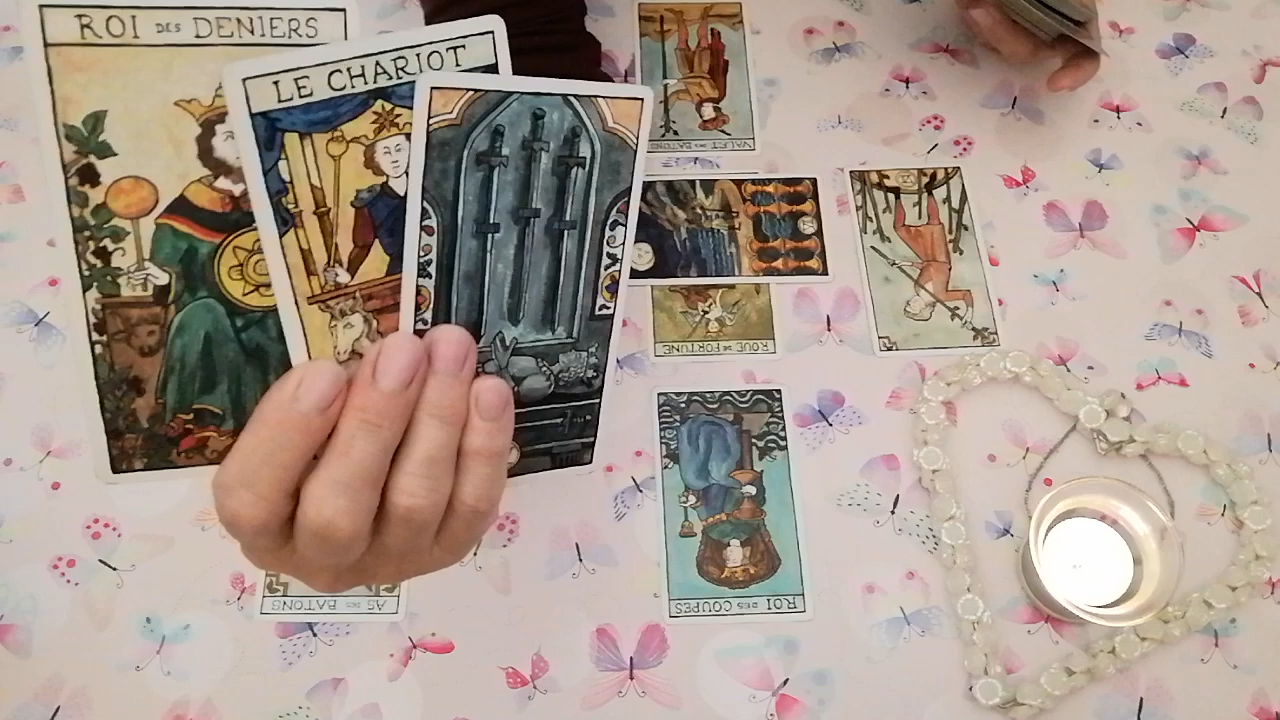 ROI DES DENIERS
LE CHARIOT
VALET DES BATONS
ROUE DE FORTUNE
AS DES BATONS
ROI DES COUPES